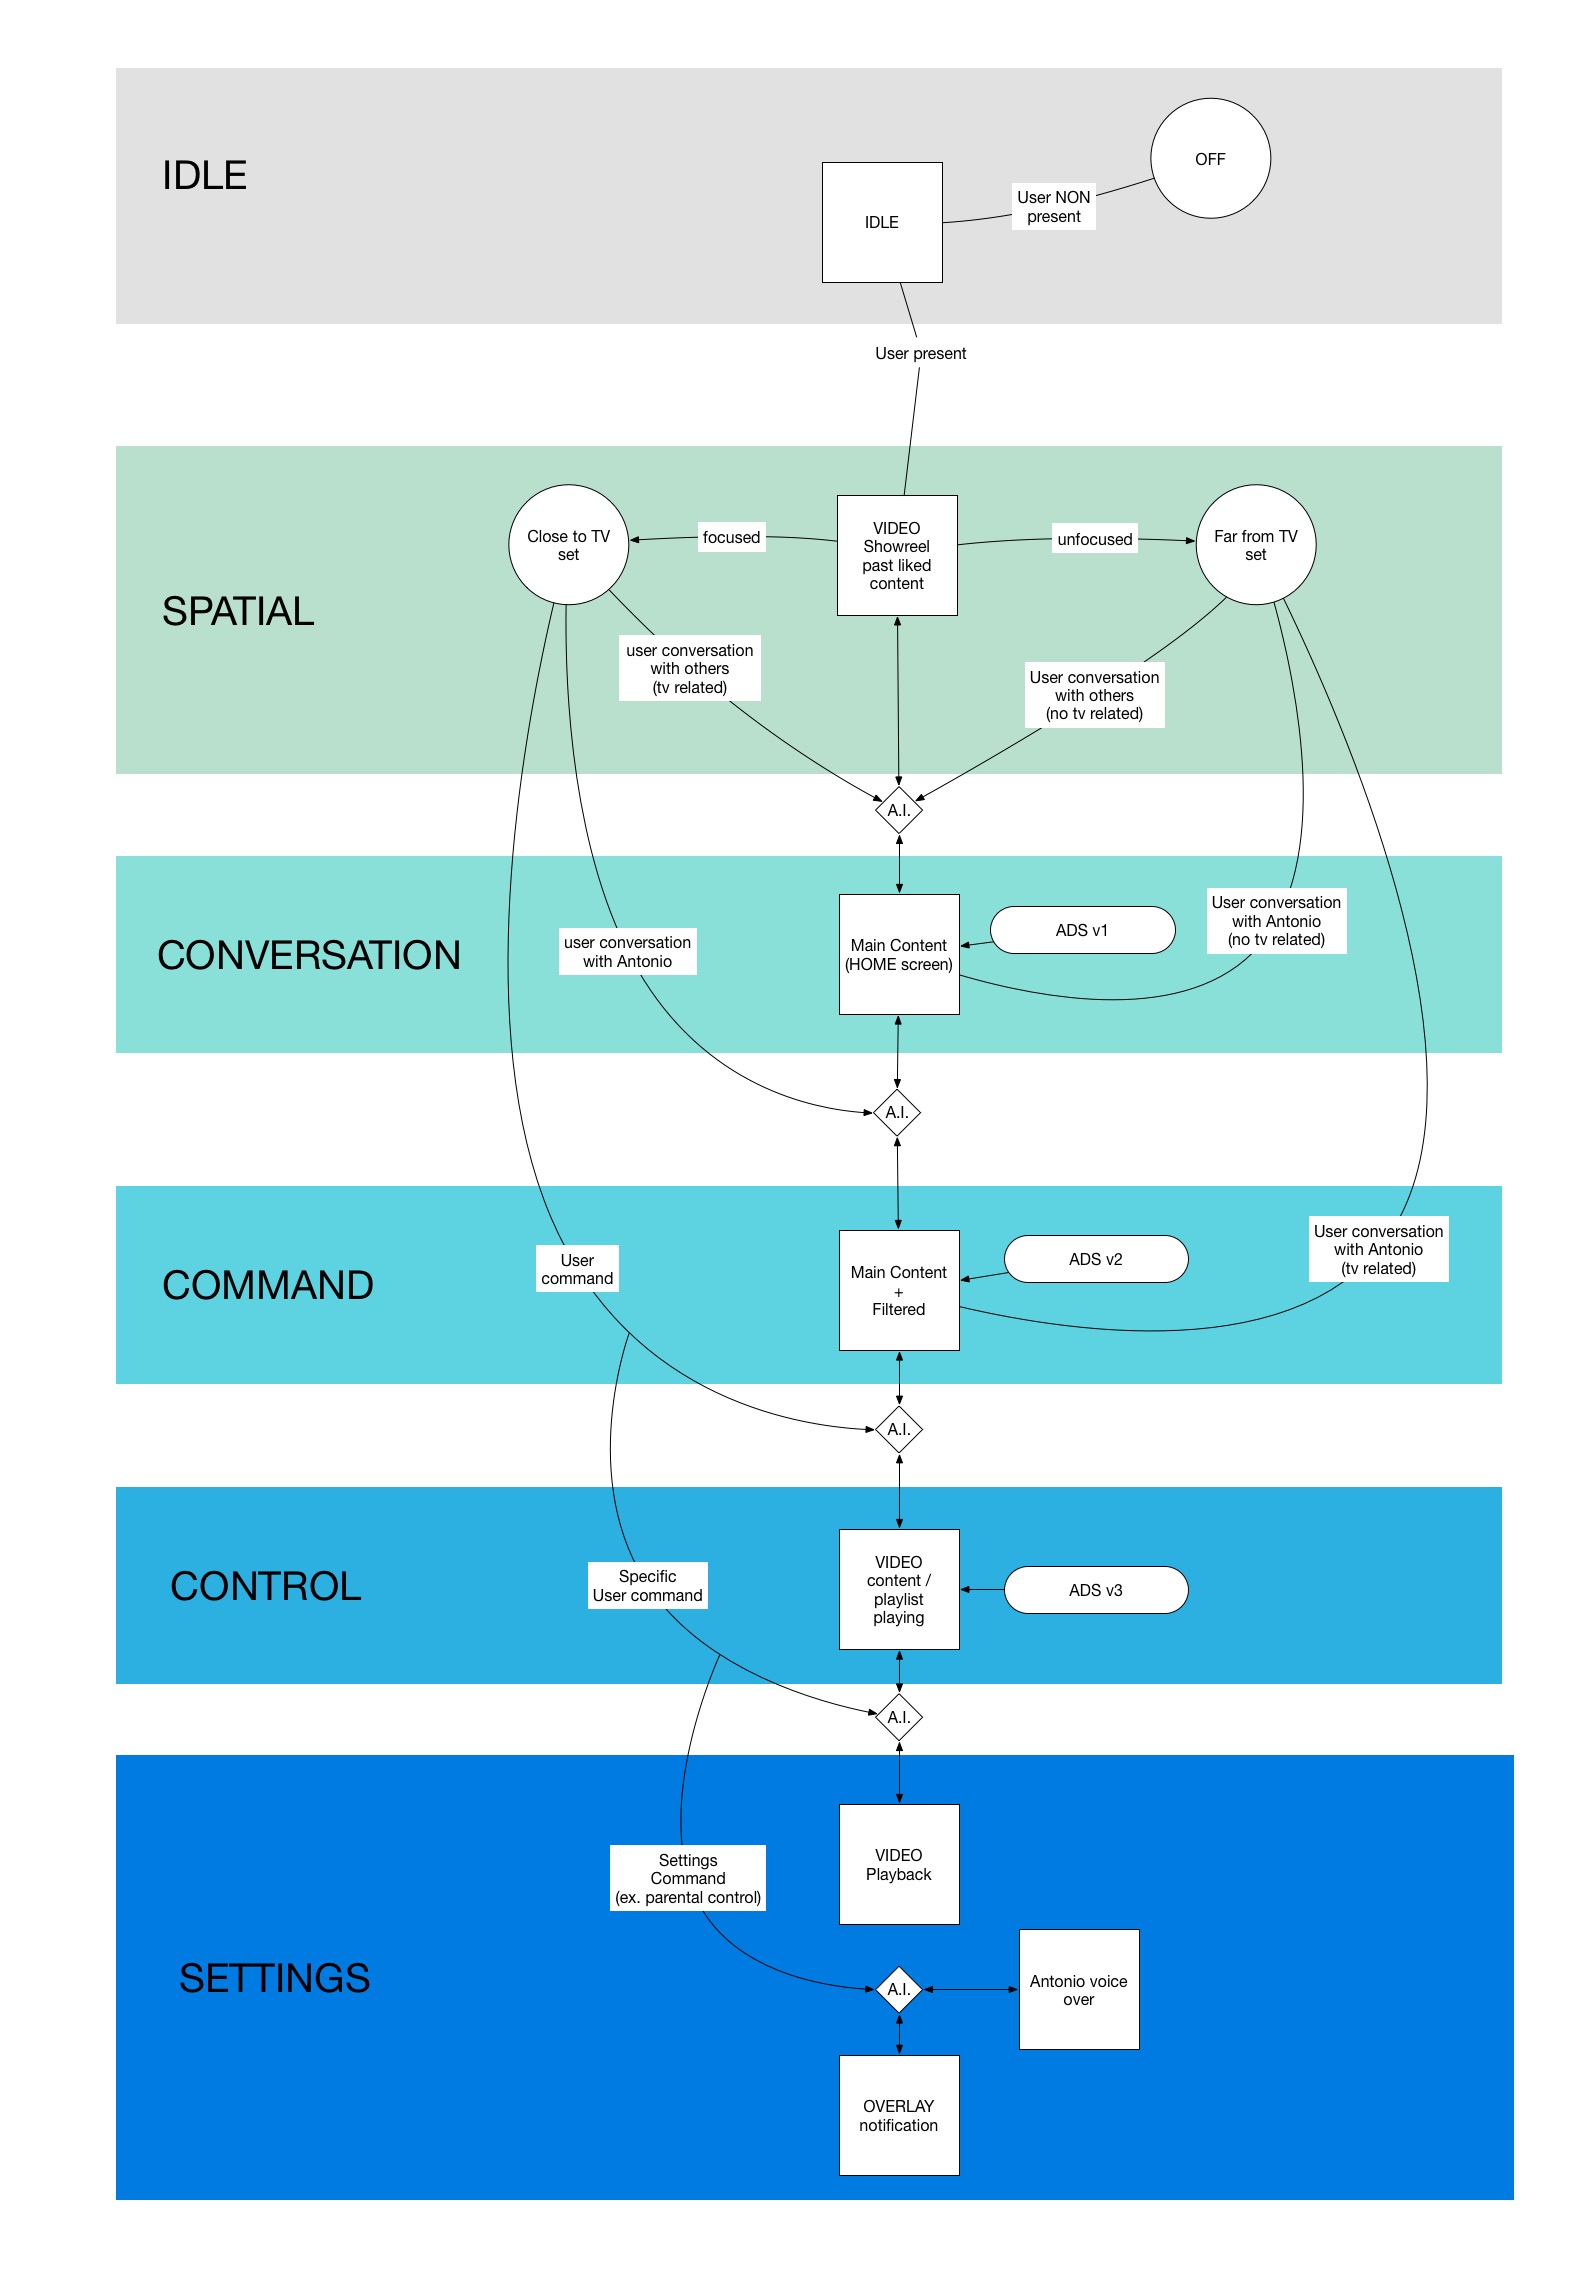 IDLE
OFF
User NON
present
IDLE
User present
SPATIAL
Close to TV
set
focused
VIDEO
Showreel
past liked
content
unfocused
Far from TV
set
user conversation
with others
(tv related)
User conversation
with others
(no tv related)
A.I.
CONVERSATION
user conversation
with Antonio
Main Content
(HOME screen)
ADS v1
User conversation
with Antonio
(no tv related)
A.I.
COMMAND
User
command
Main Content
+
Filtered
ADS v2
User conversation
with Antonio
(tv related)
A.I.
CONTROL
Specific
User command
VIDEO
content /
playlist
playing
ADS v3
A.I.
SETTINGS
Settings
Command
(ex. parental control)
VIDEO
Playback
A.I.
Antonio voice
over
OVERLAY
notification